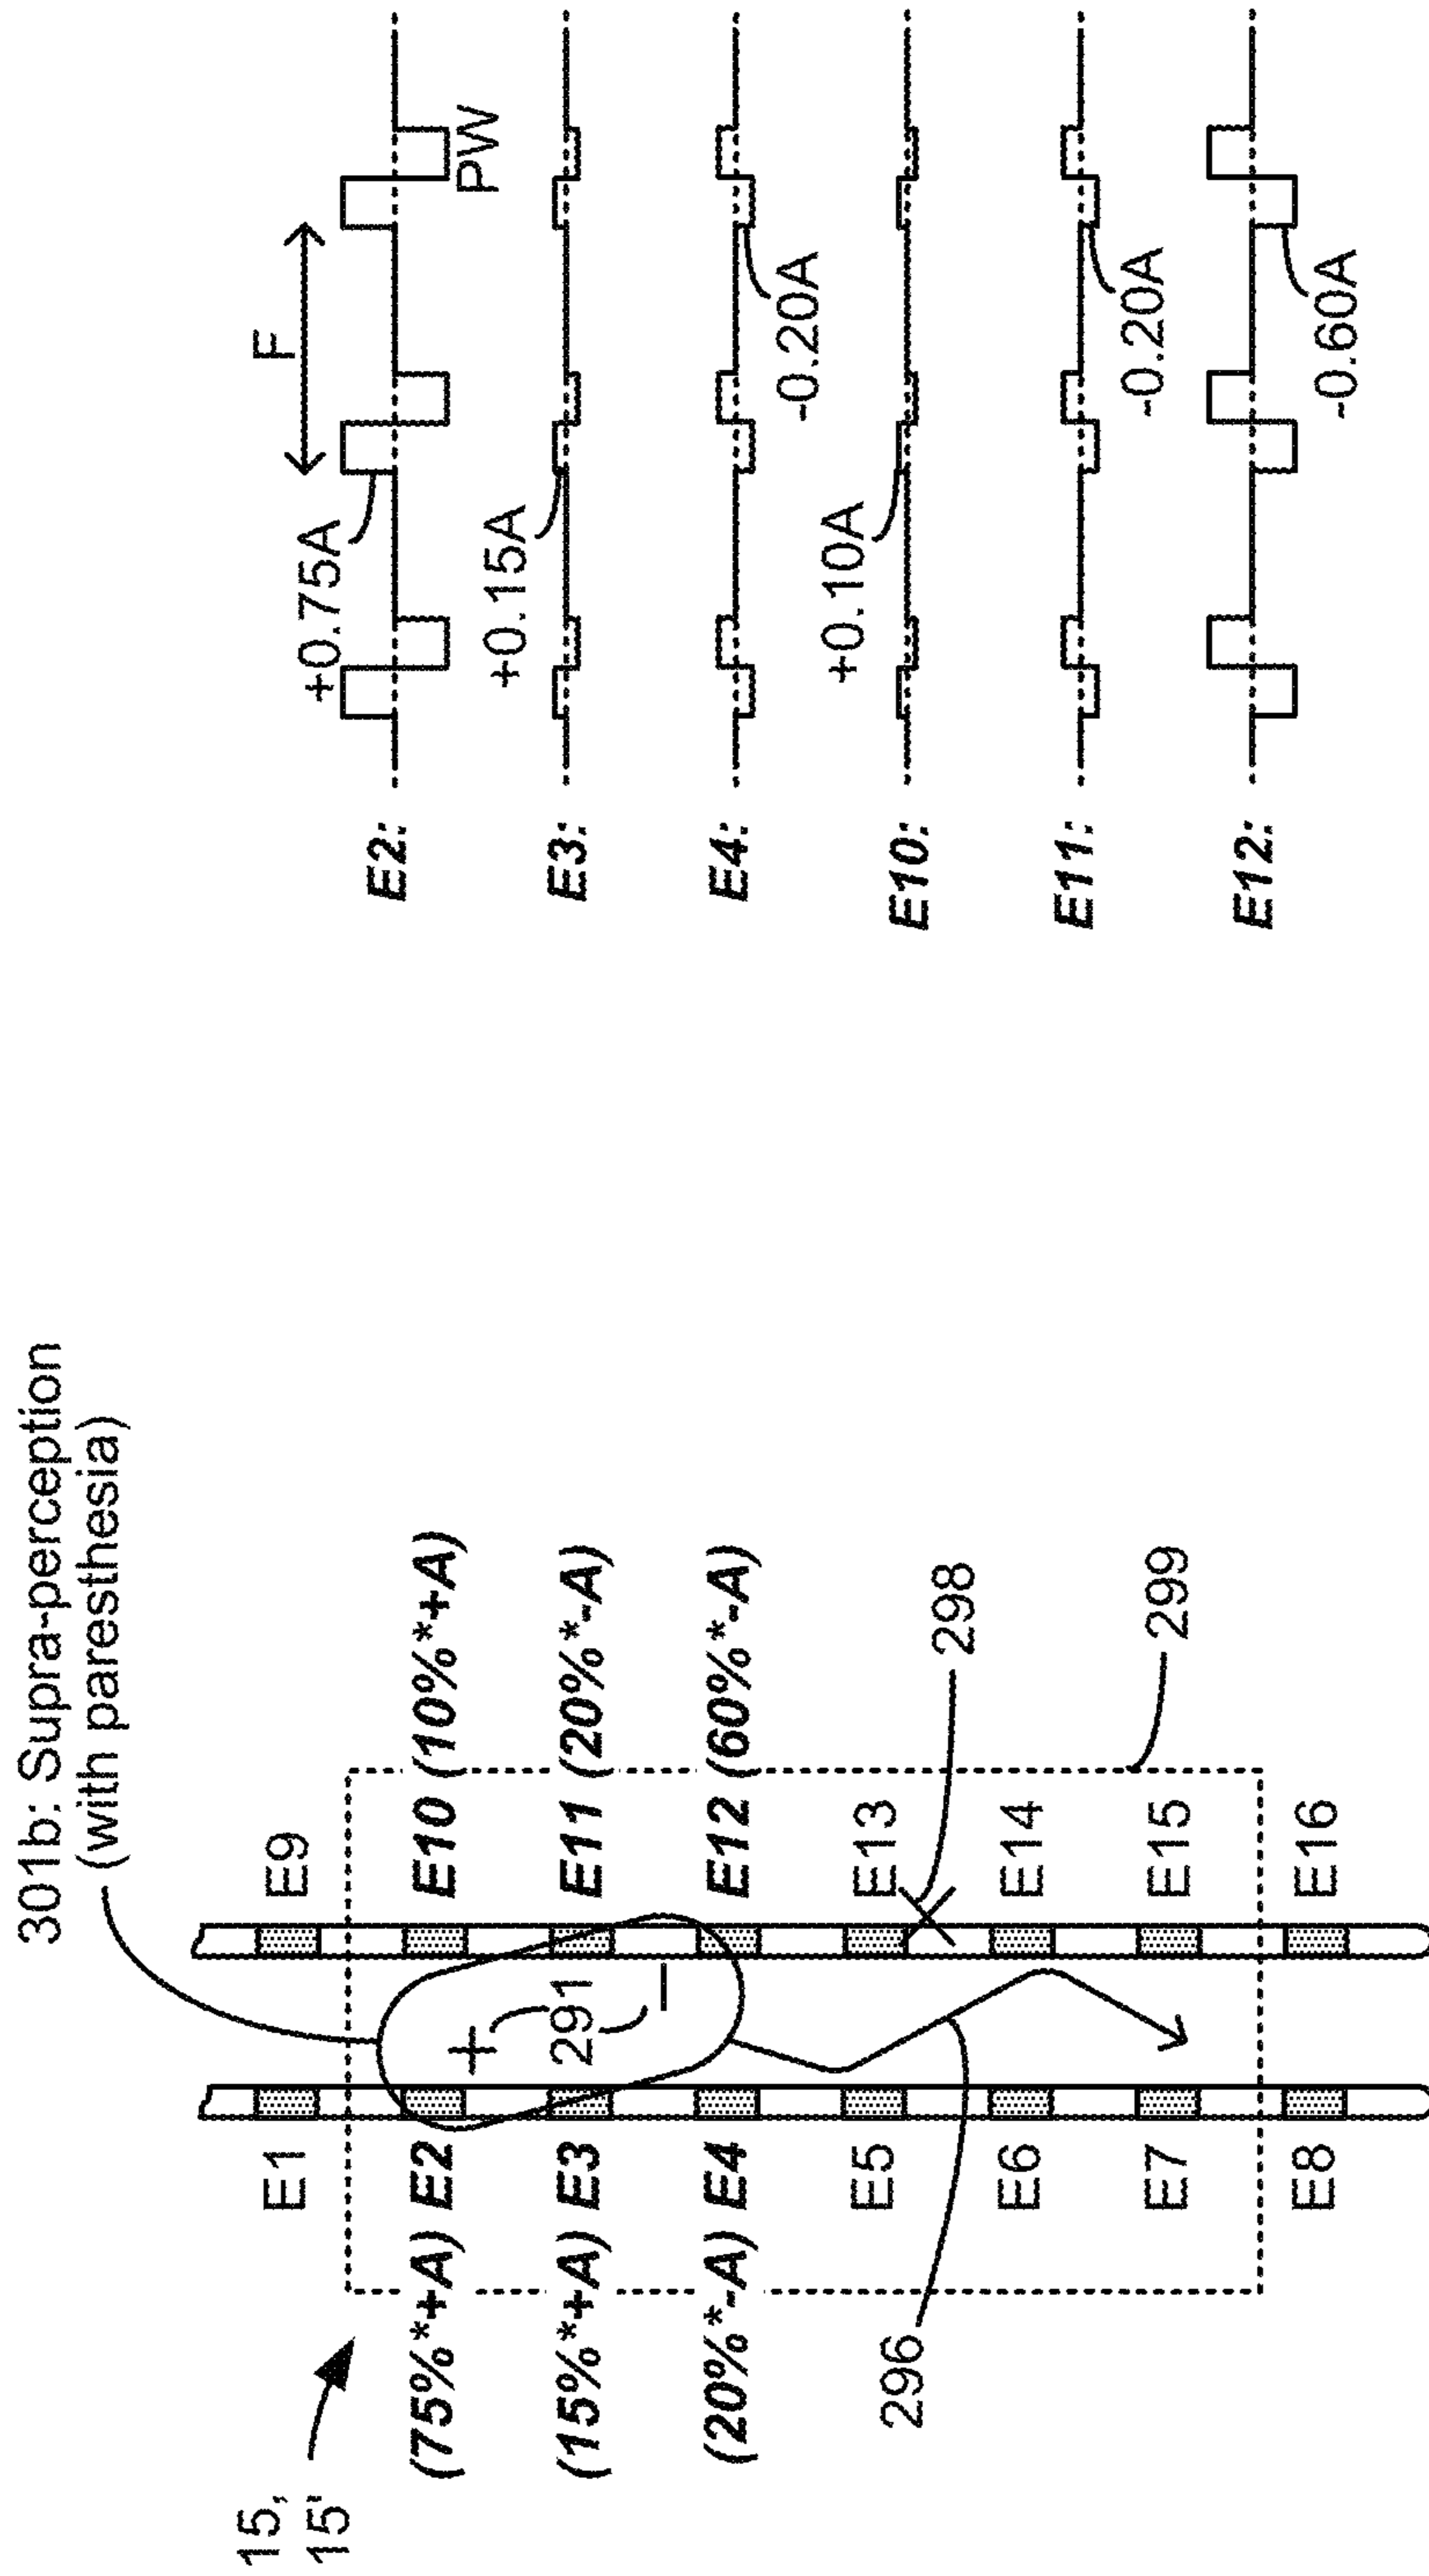 301b: Supra-perception
(with paresthesia)
15,
15'
E1
E9
(75%*+A) E2
E10 (10%*+A)
(15%*+A) E3
291
E11 (20%*-A)
(20%*-A) E4
E12 (60%*-A)
E5
E13
298
296
E6
E14
E7
E15
299
E8
E16
F
+0.75A
E2:
PW
+0.15A
E3:
E4:
-0.20A
+0.10A
E10:
E11:
-0.20A
E12:
-0.60A